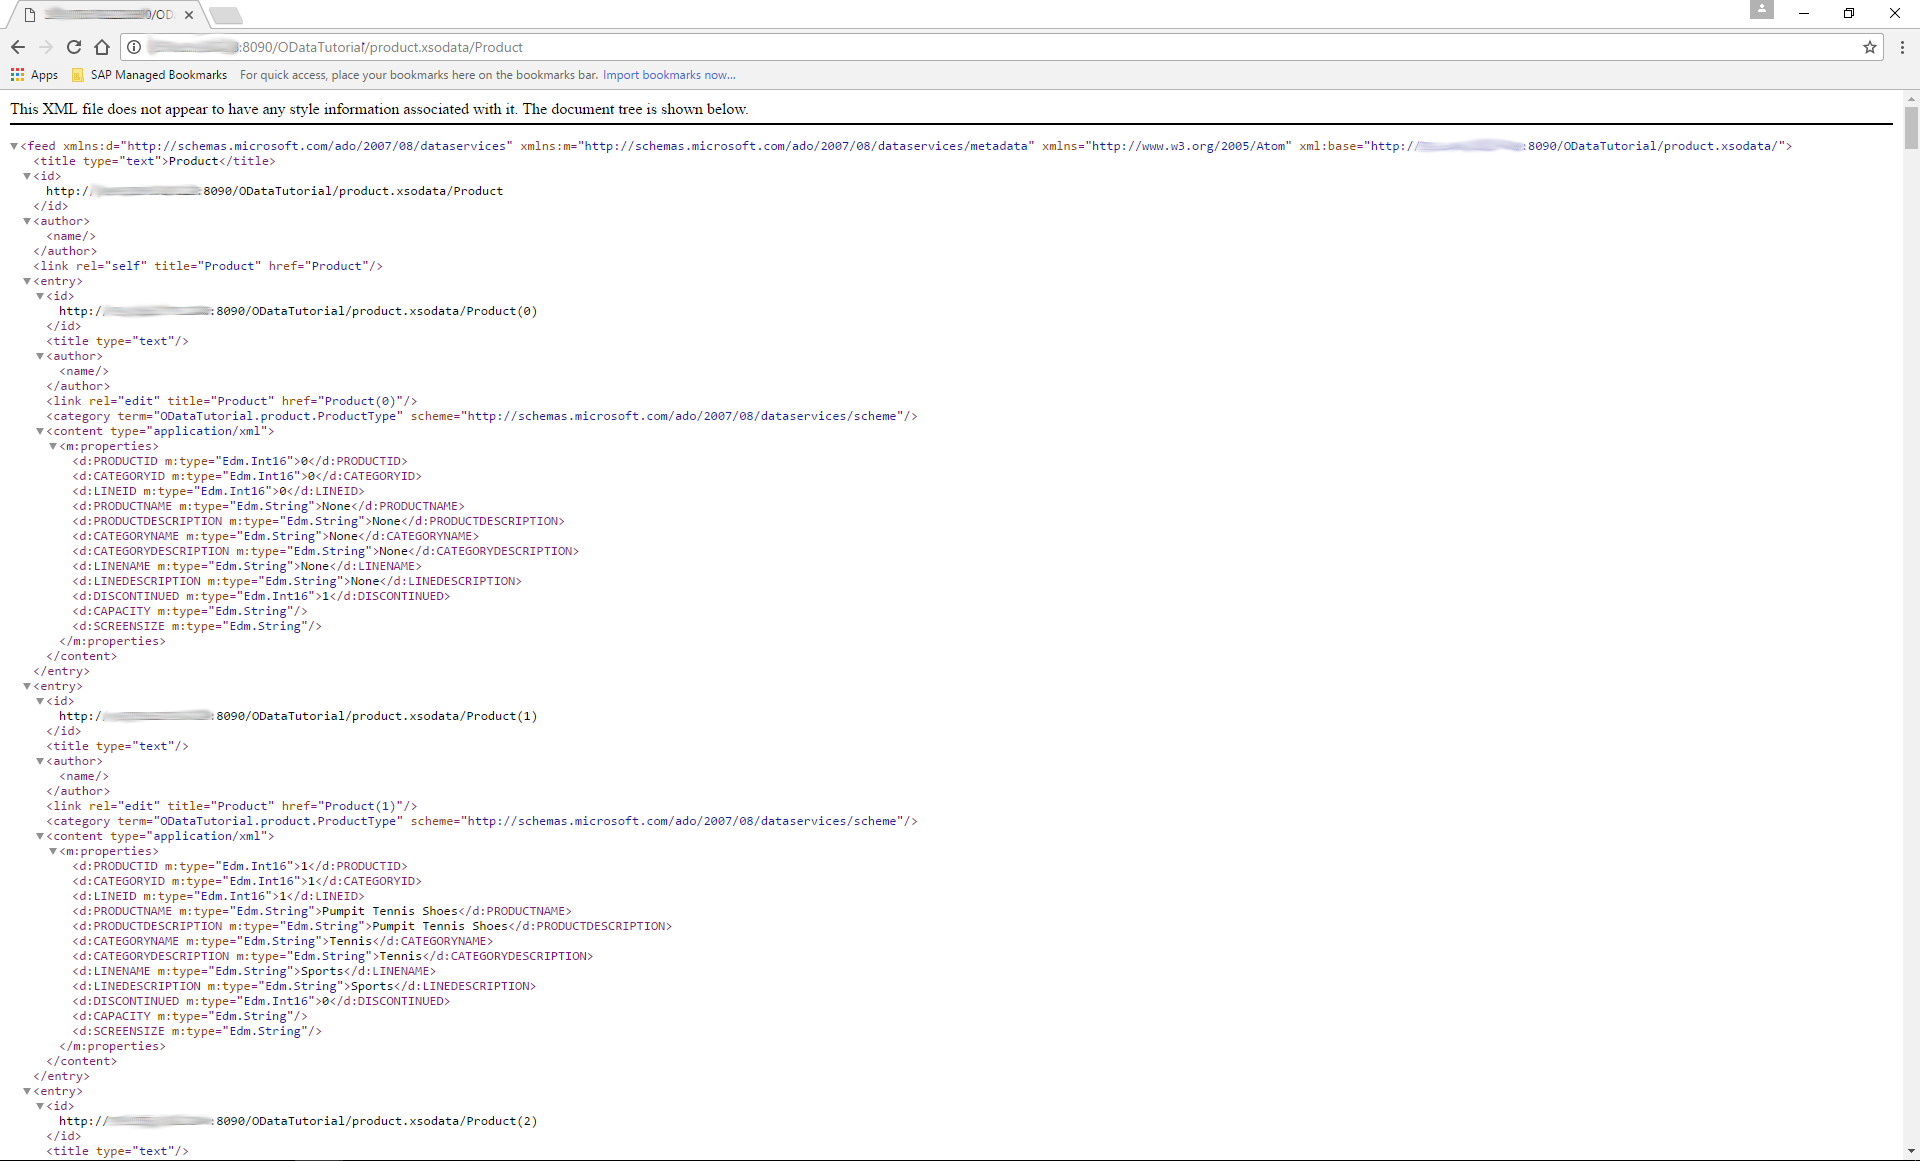 0/OD
:8090/ODataTutorial/product.xsodata/Product
Apps SAP Managed Bookmarks For quick access, place your bookmarks here on the bookmarks bar. Import bookmarks now...
This XML file does not appear to have any style information associated with it. The document tree is shown below.
▼<feed xmlns:d="http://schemas.microsoft.com/ado/2007/08/dataservices" xmlns:m="http://schemas.microsoft.com/ado/2007/08/dataservices/metadata" xmlns="http://www.w3.org/2005/Atom" xml:base="http://:8090/ODataTutorial/product.xsodata/">
<title type="text">Product</title>
▼<id>
http://:8090/ODataTutorial/product.xsodata/Product
</id>
▼<author>
<name/>
</author>
<link rel="self" title="Product" href="Product"/>
▼<entry>
▼<id>
http://:8090/ODataTutorial/product.xsodata/Product(0)
</id>
<title type="text"/>
▼<author>
<name/>
</author>
<link rel="edit" title="Product" href="Product(0)"/>
<category term="ODataTutorial.product.ProductType" scheme="http://schemas.microsoft.com/ado/2007/08/dataservices/scheme"/>
▼<content type="application/xml">
▼<m:properties>
<d:PRODUCTID m:type="Edm.Int16">0</d:PRODUCTID>
<d:CATEGORYID m:type="Edm.Int16">0</d:CATEGORYID>
<d:LINEID m:type="Edm.Int16">0</d:LINEID>
<d:PRODUCTNAME m:type="Edm.String">None</d:PRODUCTNAME>
<d:PRODUCTDESCRIPTION m:type="Edm.String">None</d:PRODUCTDESCRIPTION>
<d:CATEGORYNAME m:type="Edm.String">None</d:CATEGORYNAME>
<d:CATEGORYDESCRIPTION m:type="Edm.String">None</d:CATEGORYDESCRIPTION>
<d:LINENAME m:type="Edm.String">None</d:LINENAME>
<d:LINEDESCRIPTION m:type="Edm.String">None</d:LINEDESCRIPTION>
<d:DISCONTINUED m:type="Edm.Int16">1</d:DISCONTINUED>
<d:CAPACITY m:type="Edm.String"/>
<d:SCREENSIZE m:type="Edm.String"/>
</m:properties>
</content>
</entry>
▼<entry>
▼<id>
http://:8090/ODataTutorial/product.xsodata/Product(1)
</id>
<title type="text"/>
▼<author>
<name/>
</author>
<link rel="edit" title="Product" href="Product(1)"/>
<category term="ODataTutorial.product.ProductType" scheme="http://schemas.microsoft.com/ado/2007/08/dataservices/scheme"/>
▼<content type="application/xml">
▼<m:properties>
<d:PRODUCTID m:type="Edm.Int16">1</d:PRODUCTID>
<d:CATEGORYID m:type="Edm.Int16">1</d:CATEGORYID>
<d:LINEID m:type="Edm.Int16">1</d:LINEID>
<d:PRODUCTNAME m:type="Edm.String">Pumpit Tennis Shoes</d:PRODUCTNAME>
<d:PRODUCTDESCRIPTION m:type="Edm.String">Pumpit Tennis Shoes</d:PRODUCTDESCRIPTION>
<d:CATEGORYNAME m:type="Edm.String">Tennis</d:CATEGORYNAME>
<d:CATEGORYDESCRIPTION m:type="Edm.String">Tennis</d:CATEGORYDESCRIPTION>
<d:LINENAME m:type="Edm.String">Sports</d:LINENAME>
<d:LINEDESCRIPTION m:type="Edm.String">Sports</d:LINEDESCRIPTION>
<d:DISCONTINUED m:type="Edm.Int16">0</d:DISCONTINUED>
<d:CAPACITY m:type="Edm.String"/>
<d:SCREENSIZE m:type="Edm.String"/>
</m:properties>
</content>
</entry>
▼<entry>
▼<id>
http://:8090/ODataTutorial/product.xsodata/Product(2)
</id>
<title type="text"/>